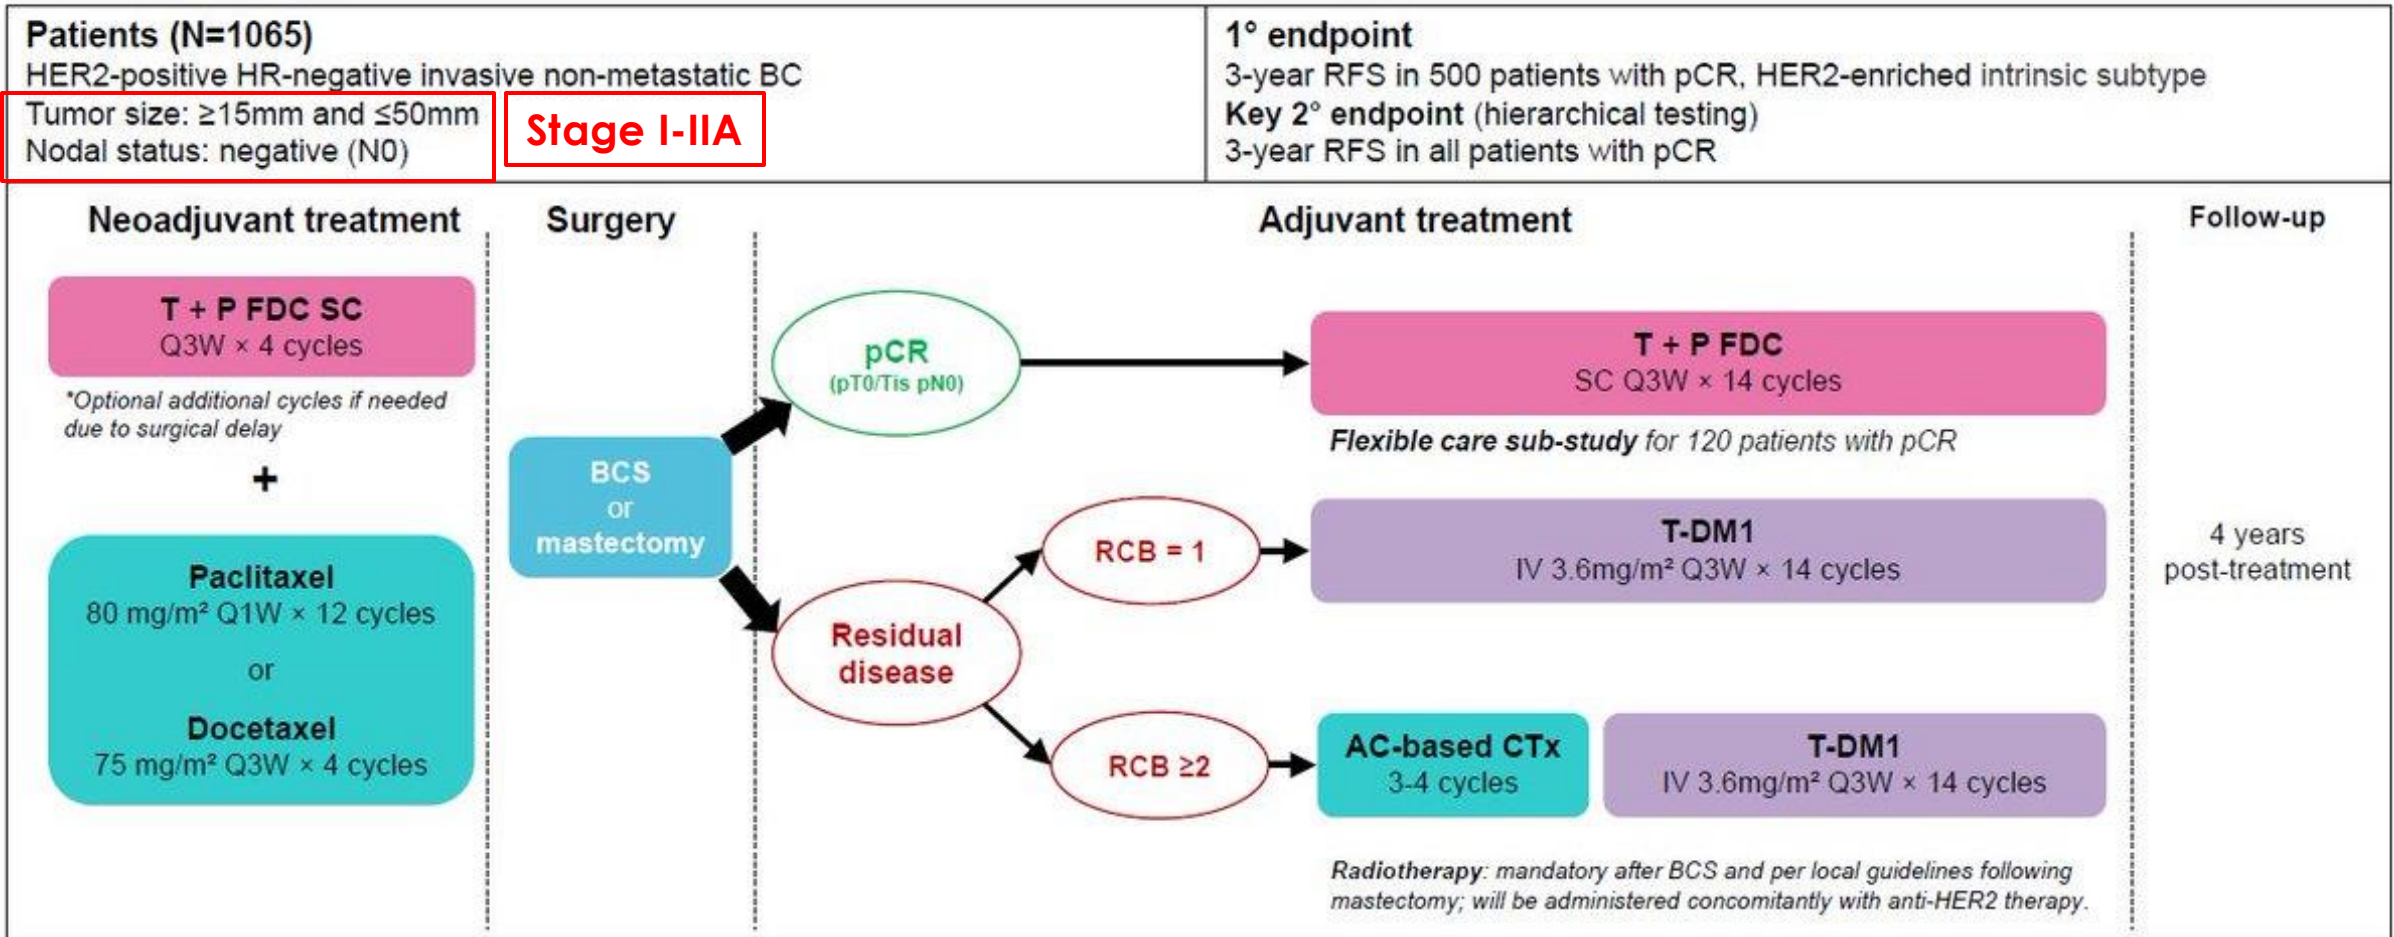 Patients (N=1065)
HER2-positive HR-negative invasive non-metastatic BC
Tumor size: ≥15mm and ≤50mm
Nodal status: negative (N0)
Stage I-IIA
1° endpoint
3-year RFS in 500 patients with pCR, HER2-enriched intrinsic subtype
Key 2° endpoint (hierarchical testing)
3-year RFS in all patients with pCR
Neoadjuvant treatment
Surgery
Adjuvant treatment
Follow-up
T + P FDC SC
Q3W × 4 cycles
*Optional additional cycles if needed
due to surgical delay
+
Paclitaxel
80 mg/m² Q1W × 12 cycles
or
Docetaxel
75 mg/m² Q3W × 4 cycles
BCS
or
mastectomy
pCR
(pT0/Tis pN0)
T + P FDC
SC Q3W × 14 cycles
Flexible care sub-study for 120 patients with pCR
Residual
disease
RCB = 1
T-DM1
IV 3.6mg/m² Q3W × 14 cycles
RCB ≥2
AC-based CTx
3-4 cycles
T-DM1
IV 3.6mg/m² Q3W × 14 cycles
Radiotherapy: mandatory after BCS and per local guidelines following
mastectomy; will be administered concomitantly with anti-HER2 therapy.
4 years
post-treatment